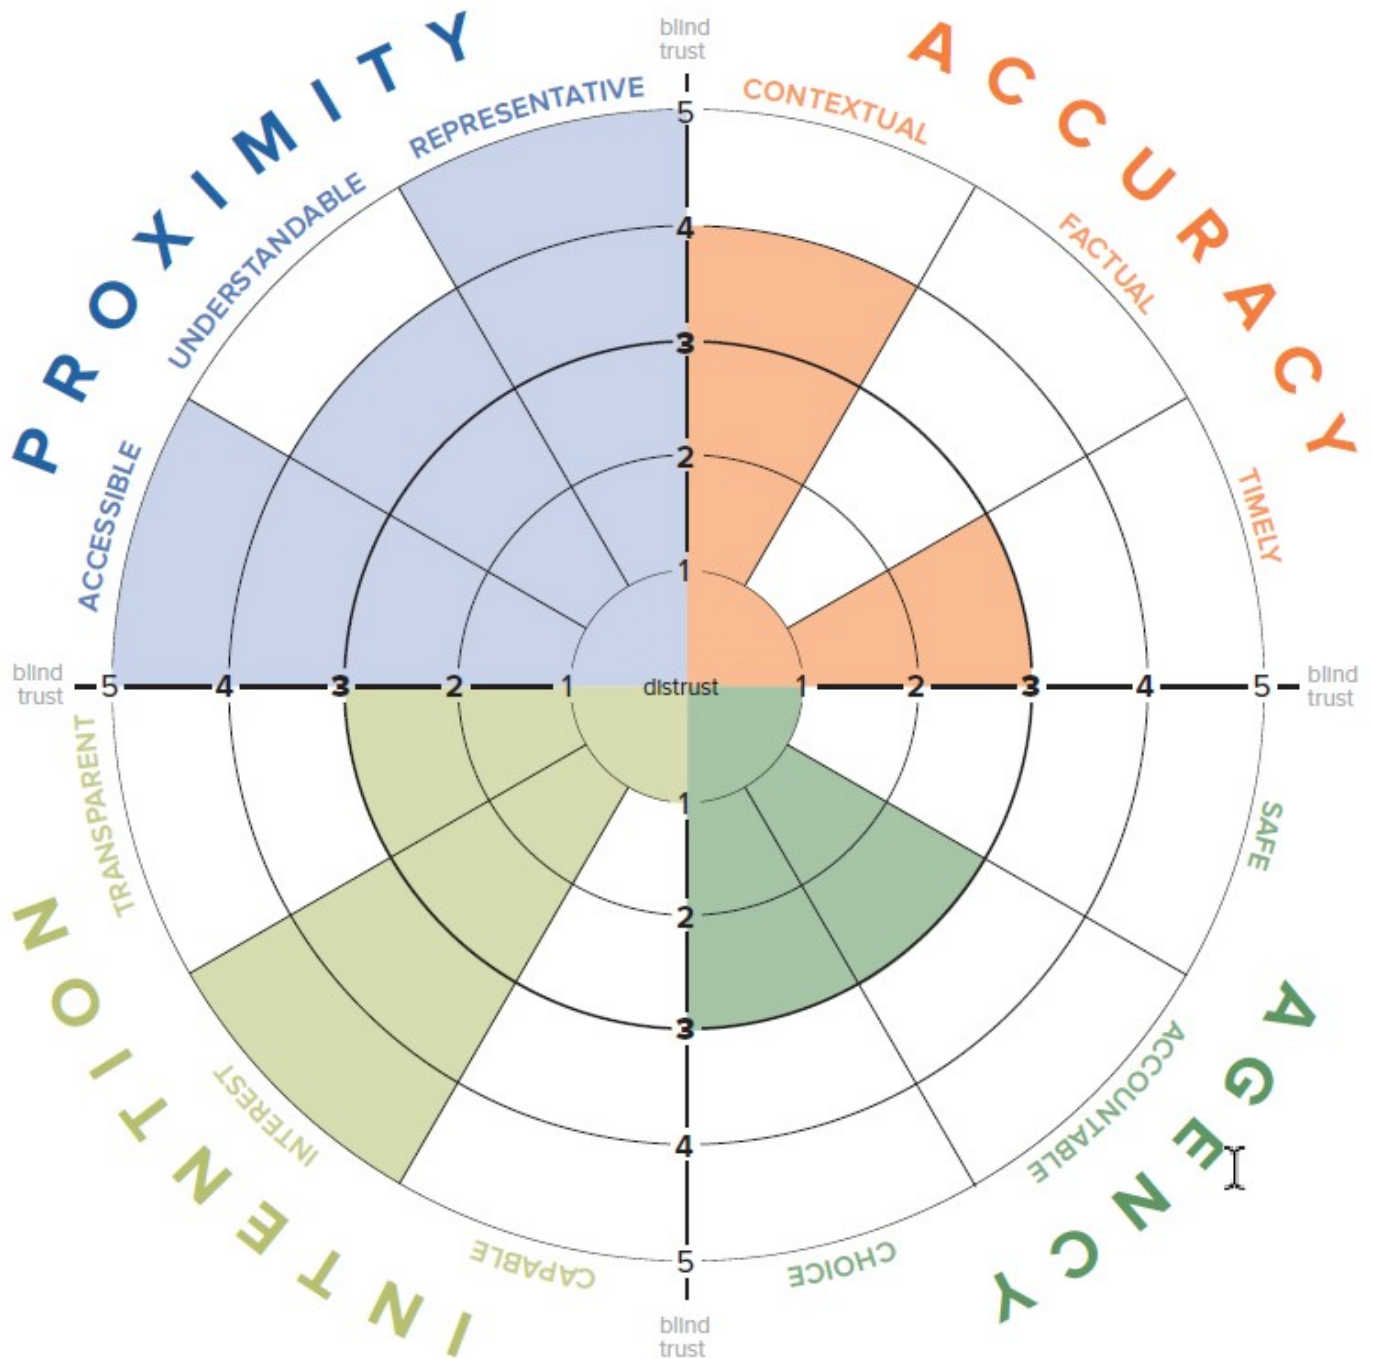 blind
trust
PROXIMITY
ACCURACY
REPRESENTATIVE
CONTEXTUAL
UNDERSTANDABLE
FACTUAL
ACCESSIBLE
TIMELY
5
4
3
2
1
blind
trust
5
4
3
2
1
distrust
1
2
3
4
5
blind
trust
1
2
3
4
5
TRANSPARENT
SAFE
INTEREST
ACCOUNTABLE
CAPABLE
CHOICE
INTENTION
AGENCY
blind
trust